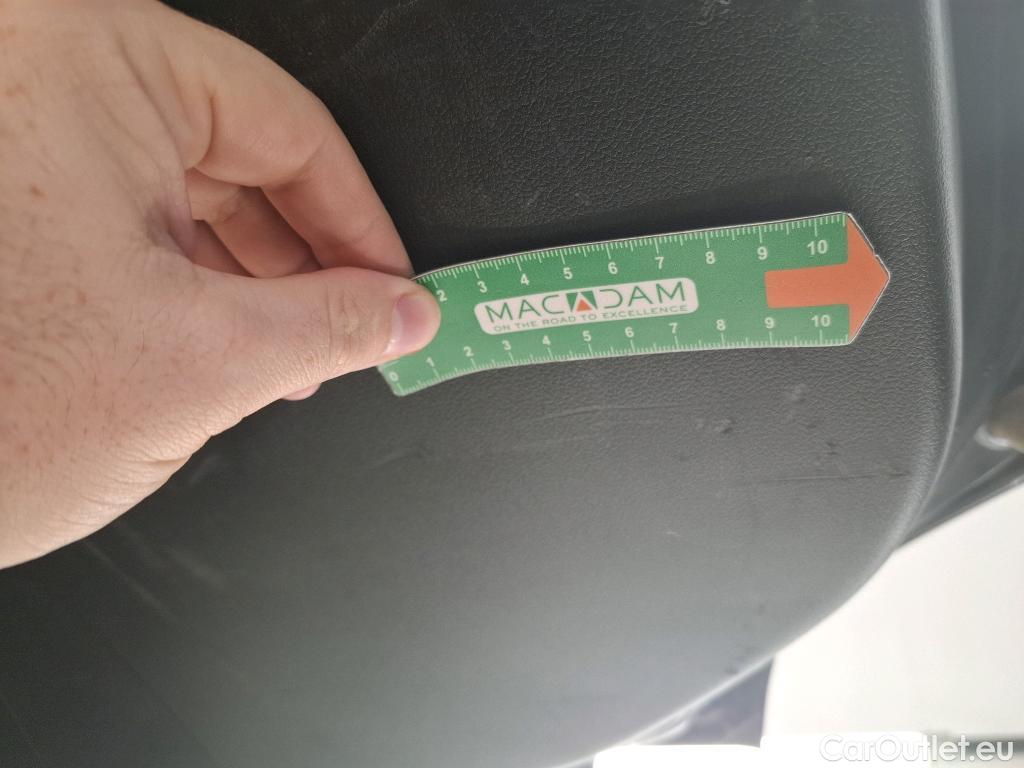 2 3 4 5 6 7 8 9 10
MACADAM
ON THE ROAD TO EXCELLENCE
0 1 2 3 4 5 6 7 8 9 10
CarOutlet.eu